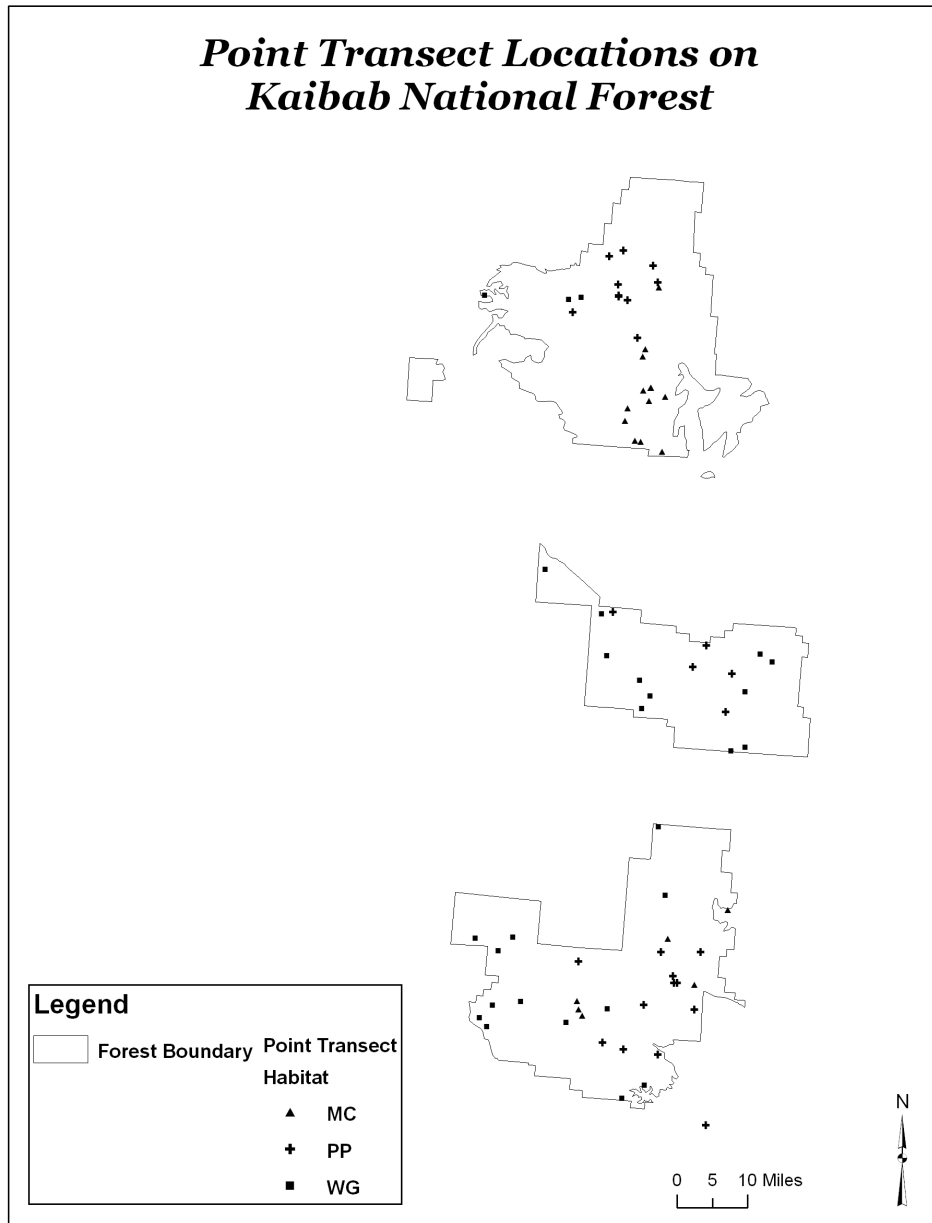 Point Transect Locations on
Kaibab National Forest
Legend
Forest Boundary
Point Transect
Habitat
MC
PP
WG
N
0 5 10 Miles